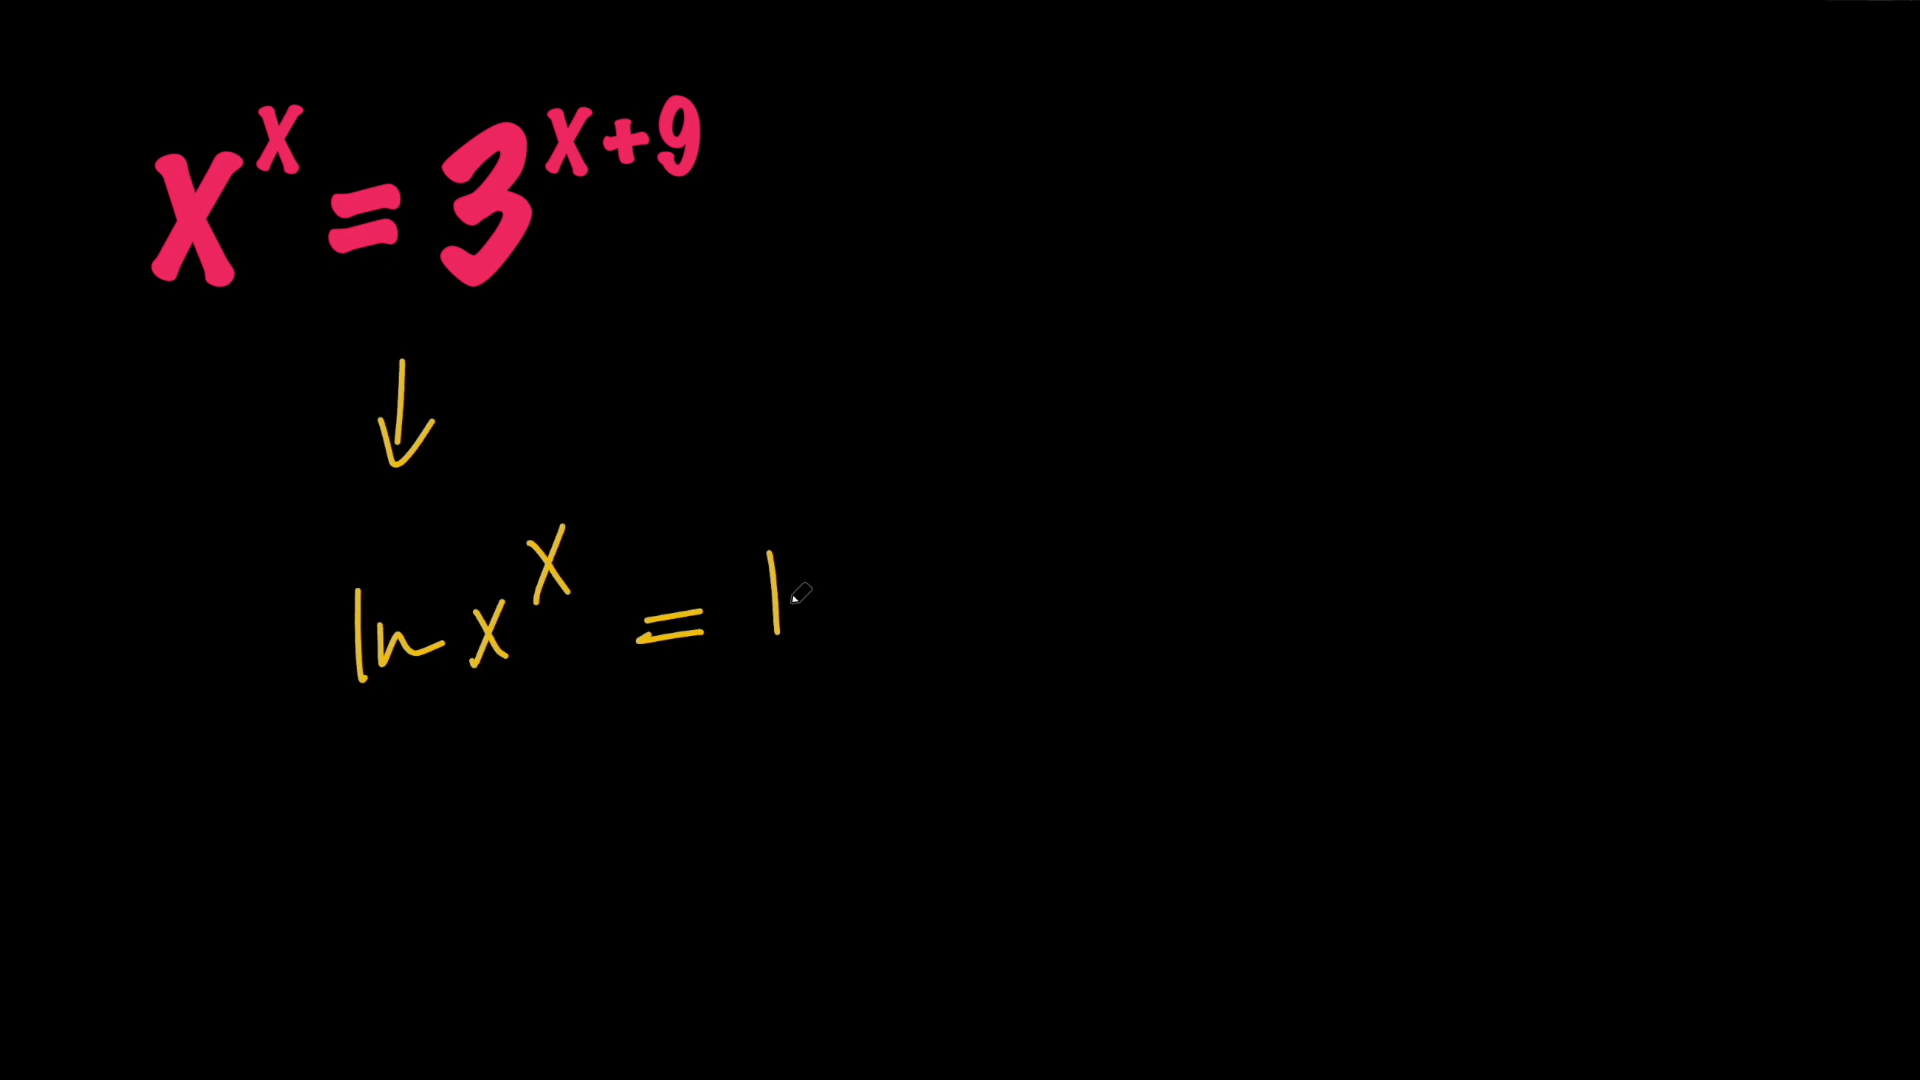 x^x = 3^{x+9}
↓
ln x^x = l